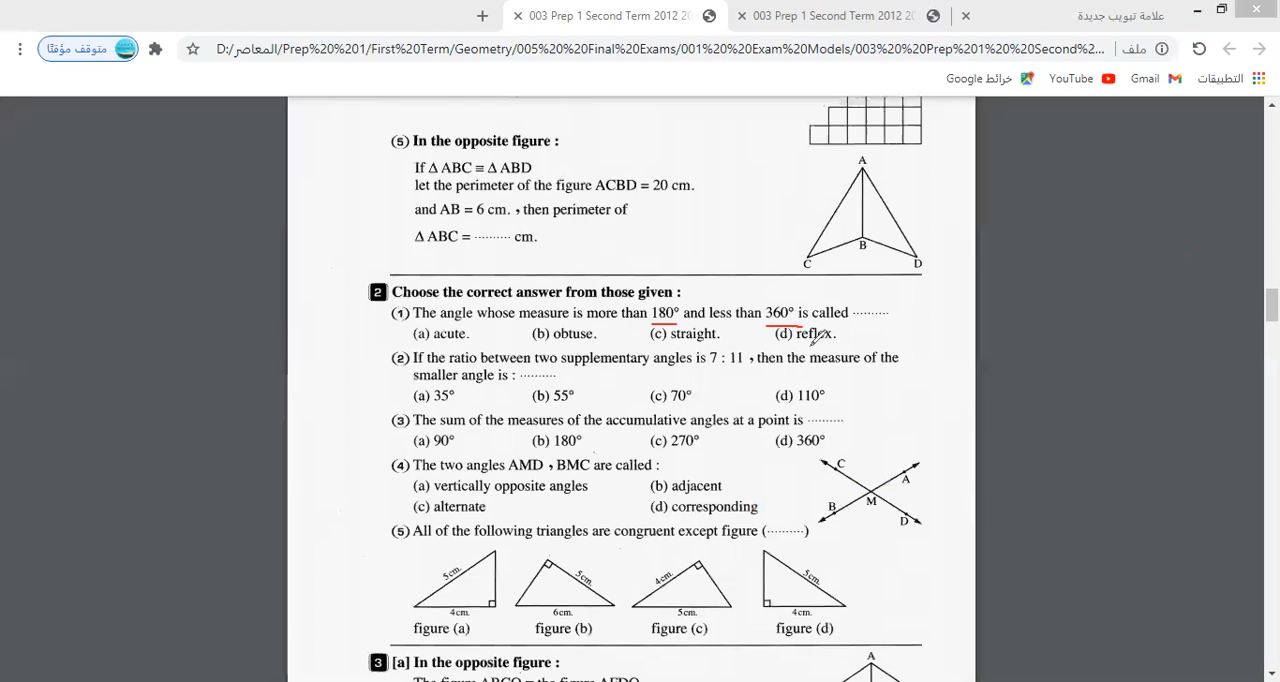 003 Prep 1 Second Term 2012 20
003 Prep 1 Second Term 2012 20
علامة تبويب جديدة
متوقف مؤقتًا
D:/المعاصر/Prep%20%201/First%20Term/Geometry/005%20%20Final%20Exams/001%20%20Exam%20Models/003%20%20Prep%201%20%20Second%2...
ملف
خرائط Google
YouTube
Gmail
التطبيقات
(5) In the opposite figure :
If Δ ABC ≡ Δ ABD
let the perimeter of the figure ACBD = 20 cm.
and AB = 6 cm. , then perimeter of
Δ ABC = ·········· cm.
A
B
C
D
2 Choose the correct answer from those given :
(1) The angle whose measure is more than 180° and less than 360° is called ··········
(a) acute. (b) obtuse. (c) straight. (d) reflex.
(2) If the ratio between two supplementary angles is 7 : 11 , then the measure of the
smaller angle is : ··········
(a) 35° (b) 55° (c) 70° (d) 110°
(3) The sum of the measures of the accumulative angles at a point is ··········
(a) 90° (b) 180° (c) 270° (d) 360°
(4) The two angles AMD , BMC are called :
(a) vertically opposite angles (b) adjacent
(c) alternate (d) corresponding
C
A
M
B
D
(5) All of the following triangles are congruent except figure (··········)
5cm. 5cm. 4cm. 5cm.
4cm. 6cm. 5cm. 4cm.
figure (a) figure (b) figure (c) figure (d)
3 [a] In the opposite figure :
A